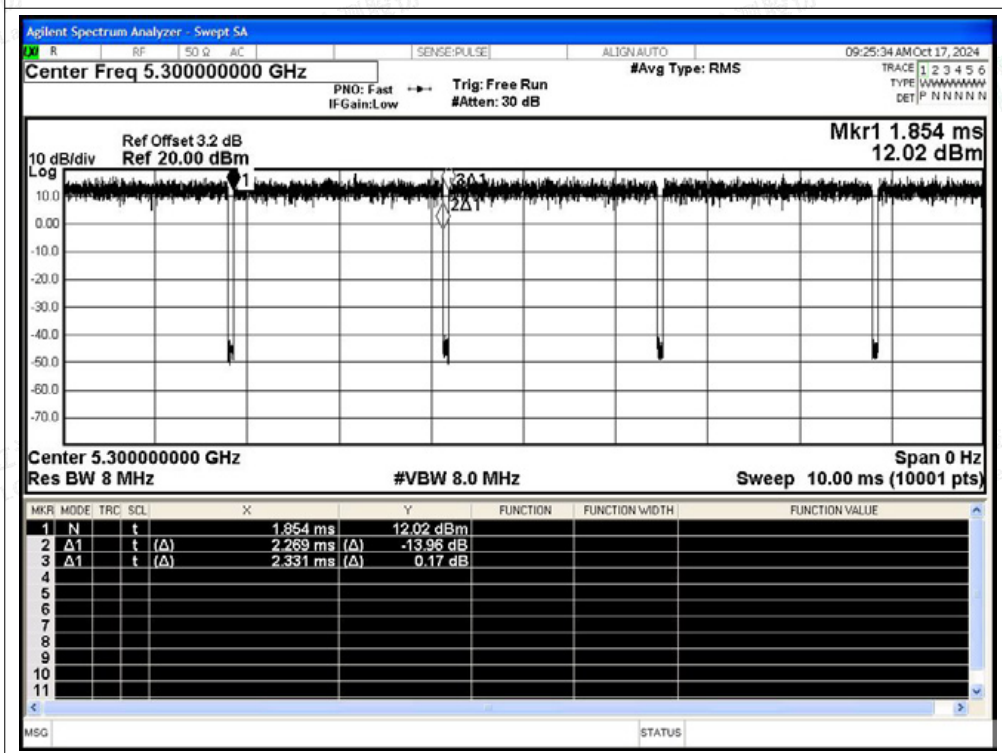 Agilent Spectrum Analyzer - Swept SA
LXI R RF 50 Ω AC SENSE:PULSE ALIGN AUTO 09:25:34 AM Oct 17, 2024
Center Freq 5.300000000 GHz #Avg Type: RMS TRACE 1 2 3 4 5 6
PNO: Fast Trig: Free Run TYPE WWWWWW
IFGain:Low #Atten: 30 dB DET P N N N N N
Mkr1 1.854 ms
Ref Offset 3.2 dB 12.02 dBm
10 dB/div Ref 20.00 dBm
Log
1 3Δ1
10.0
2Δ1
0.00
-10.0
-20.0
-30.0
-40.0
-50.0
-60.0
-70.0
Center 5.300000000 GHz Span 0 Hz
Res BW 8 MHz #VBW 8.0 MHz Sweep 10.00 ms (10001 pts)
MKR MODE TRC SCL X Y FUNCTION FUNCTION WIDTH FUNCTION VALUE
1 N t 1.854 ms 12.02 dBm
2 Δ1 t (Δ) 2.269 ms (Δ) -13.96 dB
3 Δ1 t (Δ) 2.331 ms (Δ) 0.17 dB
4
5
6
7
8
9
10
11
MSG STATUS